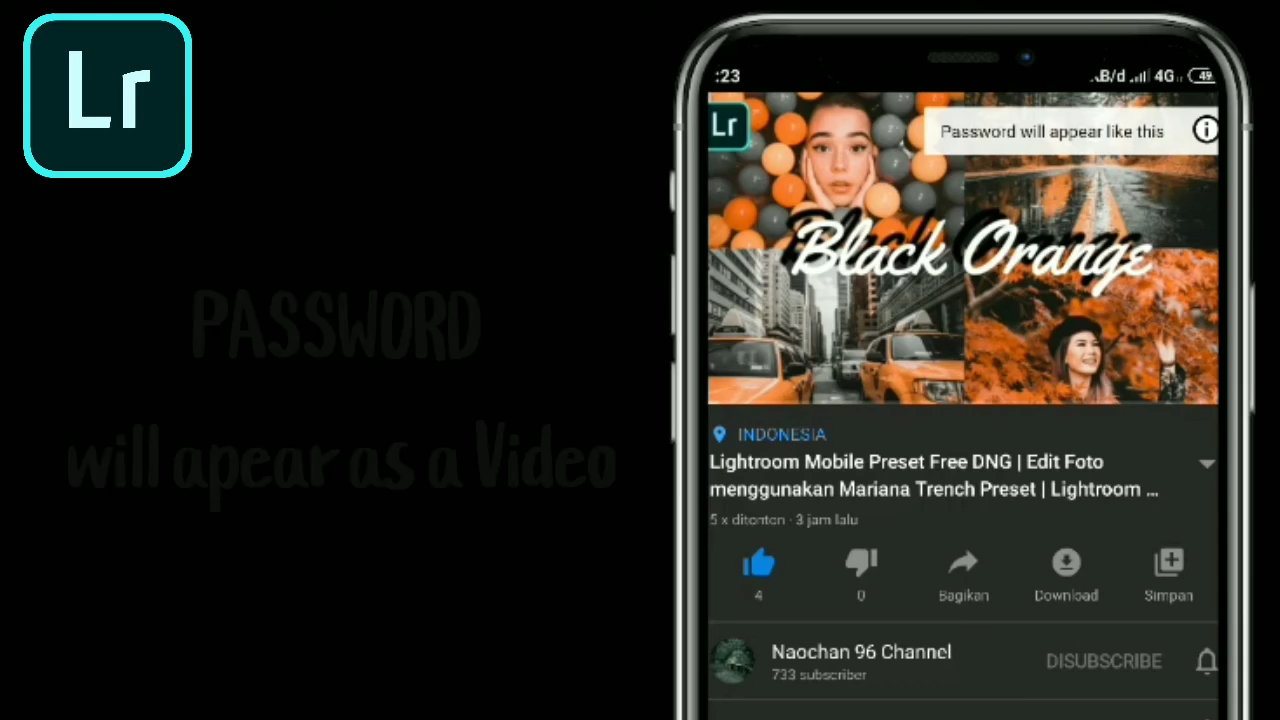 Lr
PASSWORD
will apear as a Video
:23
B/d
4G
49
Lr
Password will appear like this
Black Orange
INDONESIA
Lightroom Mobile Preset Free DNG | Edit Foto
menggunakan Mariana Trench Preset | Lightroom ...
5 x ditonton · 3 jam lalu
4
0
Bagikan
Download
Simpan
Naochan 96 Channel
DISUBSCRIBE
733 subscriber